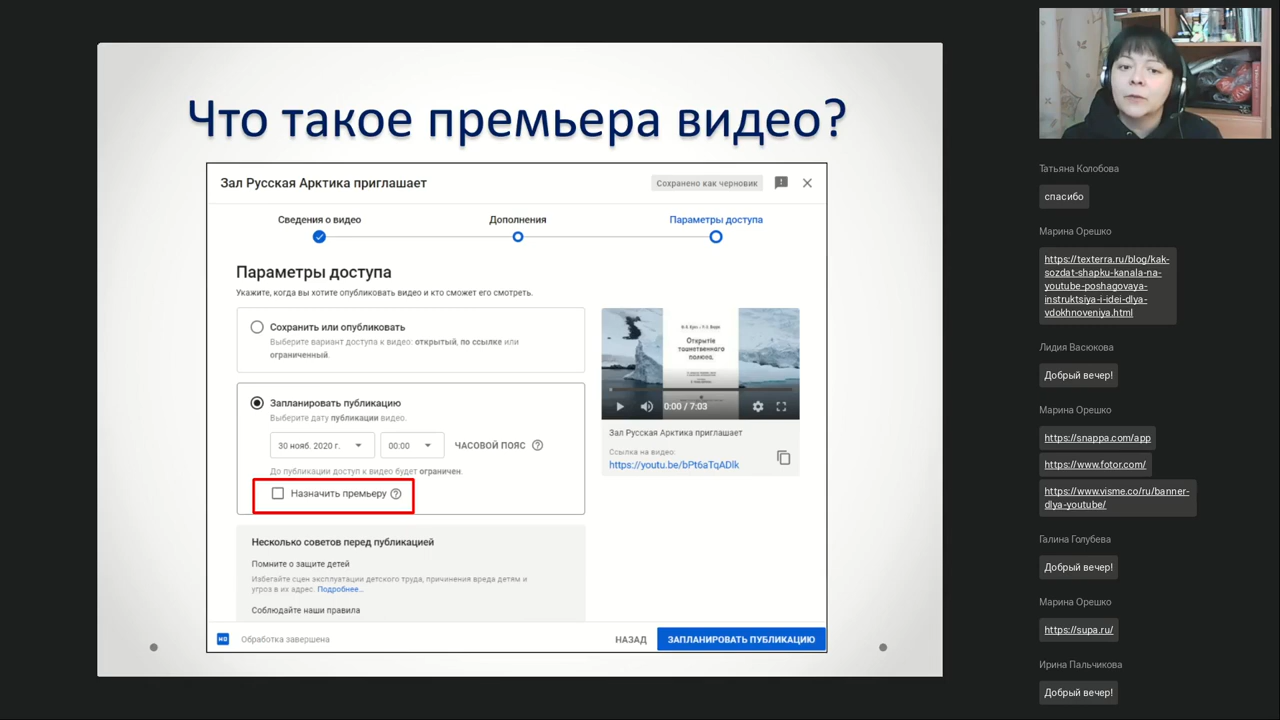 Что такое премьера видео?
Зал Русская Арктика приглашает
Сохранено как черновик
Сведения о видео
Дополнения
Параметры доступа
Параметры доступа
Укажите, когда вы хотите опубликовать видео и кто сможет его смотреть.
Сохранить или опубликовать
Выберите вариант доступа к видео: открытый, по ссылке или
ограниченный.
Запланировать публикацию
Выберите дату публикации видео.
30 нояб. 2020 г.
00:00
ЧАСОВОЙ ПОЯС
До публикации доступ к видео будет ограничен.
Назначить премьеру
Несколько советов перед публикацией
Помните о защите детей
Избегайте сцен эксплуатации детского труда, причинения вреда детям и
угроз в их адрес. Подробнее…
Соблюдайте наши правила
Открытие
полюса,
0:00 / 7:03
Зал Русская Арктика приглашает
Ссылка на видео:
https://youtu.be/bPt6aTqADlk
HD
Обработка завершена
НАЗАД
ЗАПЛАНИРОВАТЬ ПУБЛИКАЦИЮ
Татьяна Колобова
спасибо
Марина Орешко
https://texterra.ru/blog/kak-
sozdat-shapku-kanala-na-
youtube-poshagovaya-
instruktsiya-i-idei-dlya-
vdokhnoveniya.html
Лидия Васюкова
Добрый вечер!
Марина Орешко
https://snappa.com/app
https://www.fotor.com/
https://www.visme.co/ru/banner-
dlya-youtube/
Галина Голубева
Добрый вечер!
Марина Орешко
https://supa.ru/
Ирина Пальчикова
Добрый вечер!